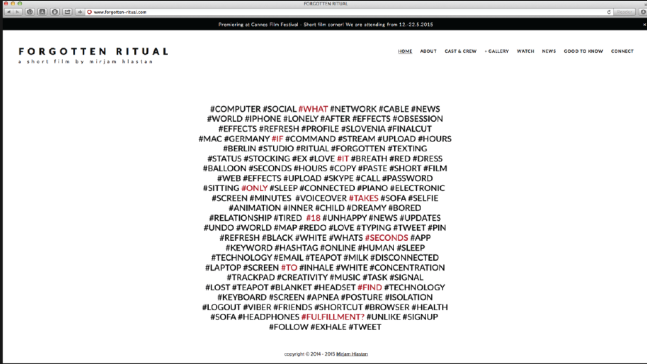 FORGOTTEN RITUAL
www.forgotten-ritual.com
Premiering at Cannes Film Festival - Short film corner! We are attending from 13.-22.5.2015
FORGOTTEN RITUAL
a short film by mirjam hlastan
HOME ABOUT CAST & CREW + GALLERY WATCH NEWS GOOD TO KNOW CONNECT
#COMPUTER #SOCIAL #WHAT #NETWORK #CABLE #NEWS
#WORLD #IPHONE #LONELY #AFTER #EFFECTS #OBSESSION
#EFFECTS #REFRESH #PROFILE #SLOVENIA #FINALCUT
#MAC #GERMANY #IF #COMMAND #STREAM #UPLOAD #HOURS
#BERLIN #STUDIO #RITUAL #FORGOTTEN #TEXTING
#STATUS #STOCKING #EX #LOVE #IT #BREATH #RED #DRESS
#BALLOON #SECONDS #HOURS #COPY #PASTE #SHORT #FILM
#WEB #EFFECTS #UPLOAD #SKYPE #CALL #PASSWORD
#SITTING #ONLY #SLEEP #CONNECTED #PIANO #ELECTRONIC
#SCREEN #MINUTES #VOICEOVER #TAKES #SOFA #SELFIE
#ANIMATION #INNER #CHILD #DREAMY #BORED
#RELATIONSHIP #TIRED #18 #UNHAPPY #NEWS #UPDATES
#UNDO #WORLD #MAP #REDO #LOVE #TYPING #TWEET #PIN
#REFRESH #BLACK #WHITE #WHATS #SECONDS #APP
#KEYWORD #HASHTAG #ONLINE #HUMAN #SLEEP
#TECHNOLOGY #EMAIL #TEAPOT #MILK #DISCONNECTED
#LAPTOP #SCREEN #TO #INHALE #WHITE #CONCENTRATION
#TRACKPAD #CREATIVITY #MUSIC #TASK #SIGNAL
#LOST #TEAPOT #BLANKET #HEADSET #FIND #TECHNOLOGY
#KEYBOARD #SCREEN #APNEA #POSTURE #ISOLATION
#LOGOUT #VIBER #FRIENDS #SHORTCUT #BROWSER #HEALTH
#SOFA #HEADPHONES #FULFILLMENT? #UNLIKE #SIGNUP
#FOLLOW #EXHALE #TWEET
copyright © 2014 - 2015 Mirjam Hlastan